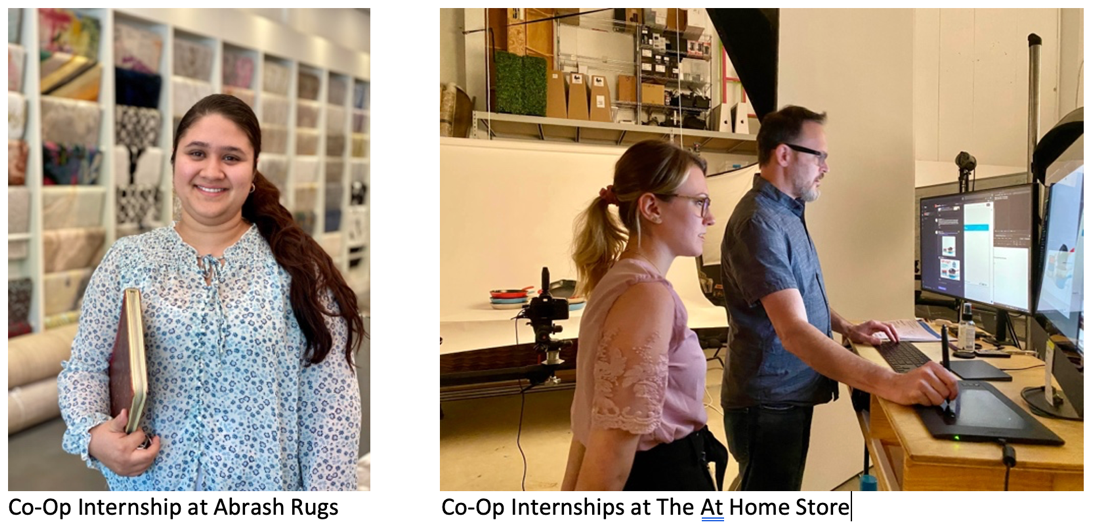 Co-Op Internship at Abrash Rugs
Co-Op Internships at The At Home Store